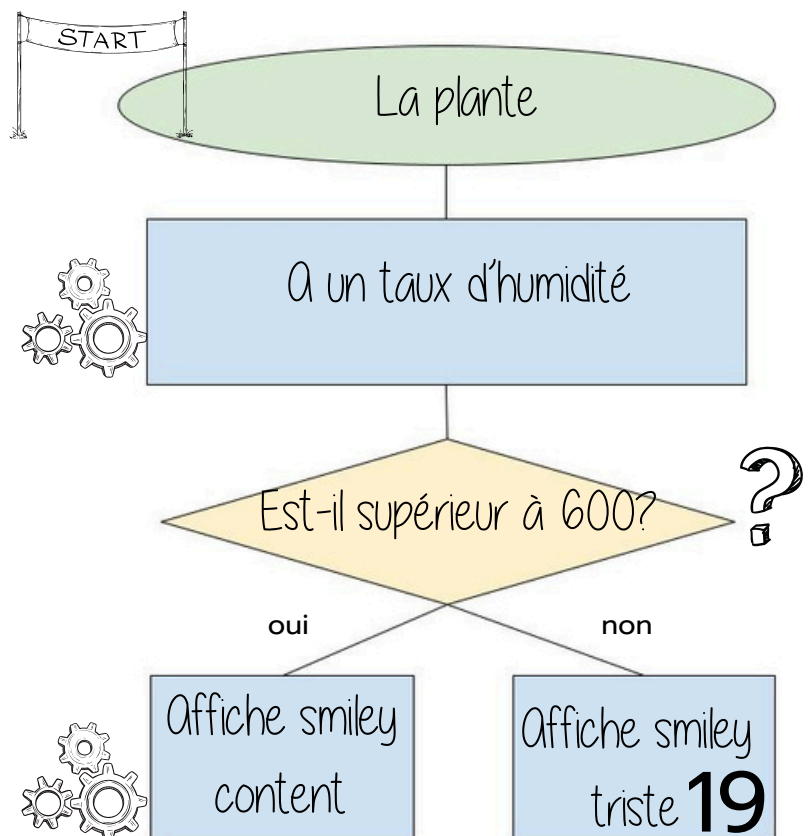 START
La plante
A un taux d'humidité
Est-il supérieur à 600?
oui
non
Affiche smiley
content
Affiche smiley
triste
19